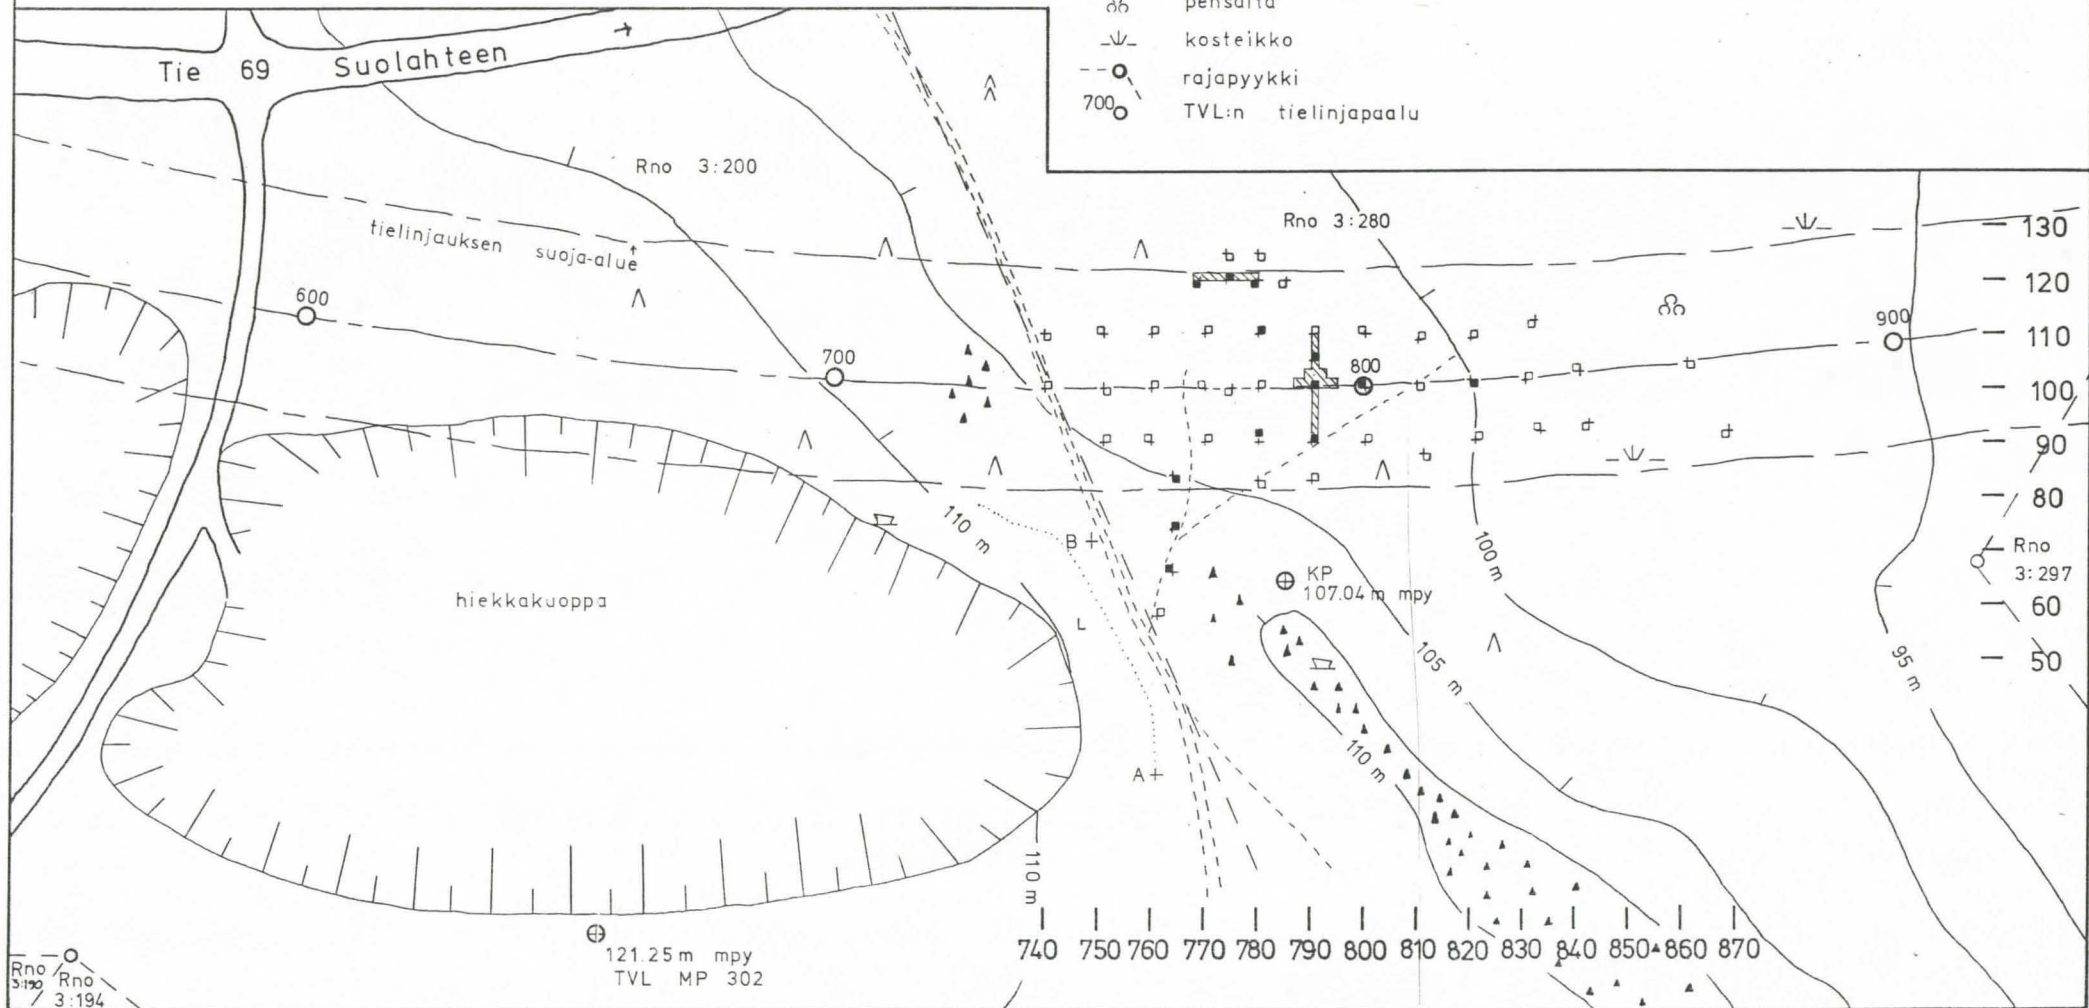 pensaita
kosteikko
rajapyykki
700 TVL:n tielinjapaalu
Tie 69 Suolahteen
Rno 3:200
Rno 3:280
tielinjauksen suoja-alue
600
700
800
900
130
120
110
100
90
80
Rno
3:297
60
50
110 m
B
L
A
KP
107.04 m mpy
100 m
105 m
95 m
110 m
110 m
hiekkakuoppa
740 750 760 770 780 790 800 810 820 830 840 850 860 870
121.25 m mpy
TVL MP 302
Rno
3:190
Rno
3:194